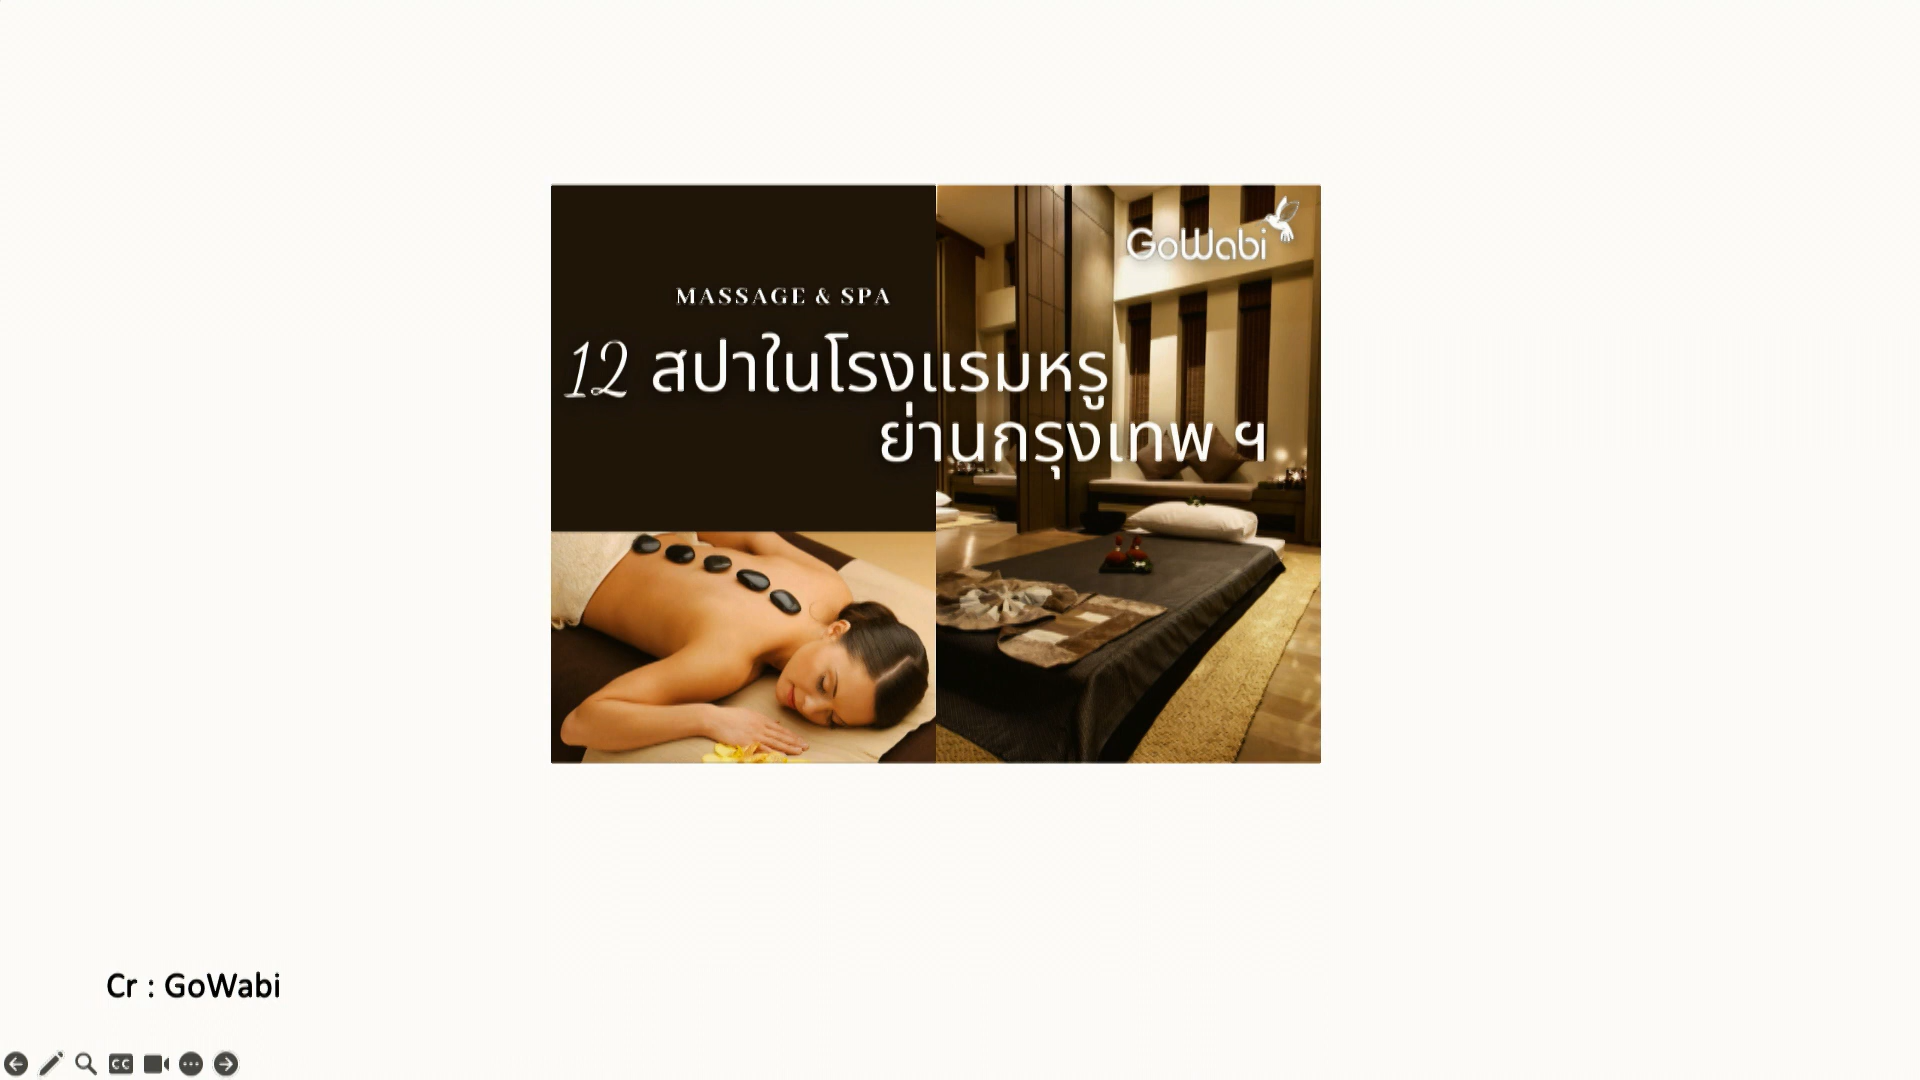 GoWabi
MASSAGE & SPA
12 สปาในโรงแรมหรู
ย่านกรุงเทพ ฯ
Cr : GoWabi
CC